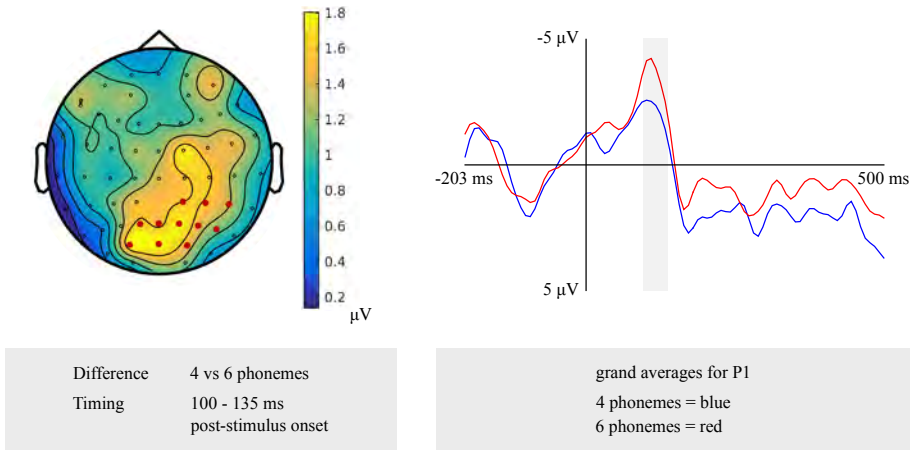 1.8
1.6
1.4
1.2
1
0.8
0.6
0.4
0.2
μV
-5 μV
-203 ms
500 ms
5 μV
Difference 4 vs 6 phonemes
Timing 100 - 135 ms
post-stimulus onset
grand averages for P1
4 phonemes = blue
6 phonemes = red